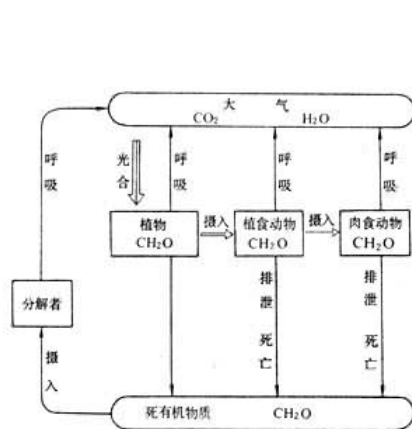 大 气
CO₂ H₂O
光合
呼吸
呼吸
呼吸
呼吸
植物
CH₂O
摄入
植食动物
CH₂O
摄入
肉食动物
CH₂O
分解者
排泄 死亡
排泄 死亡
摄入
死有机物质 CH₂O